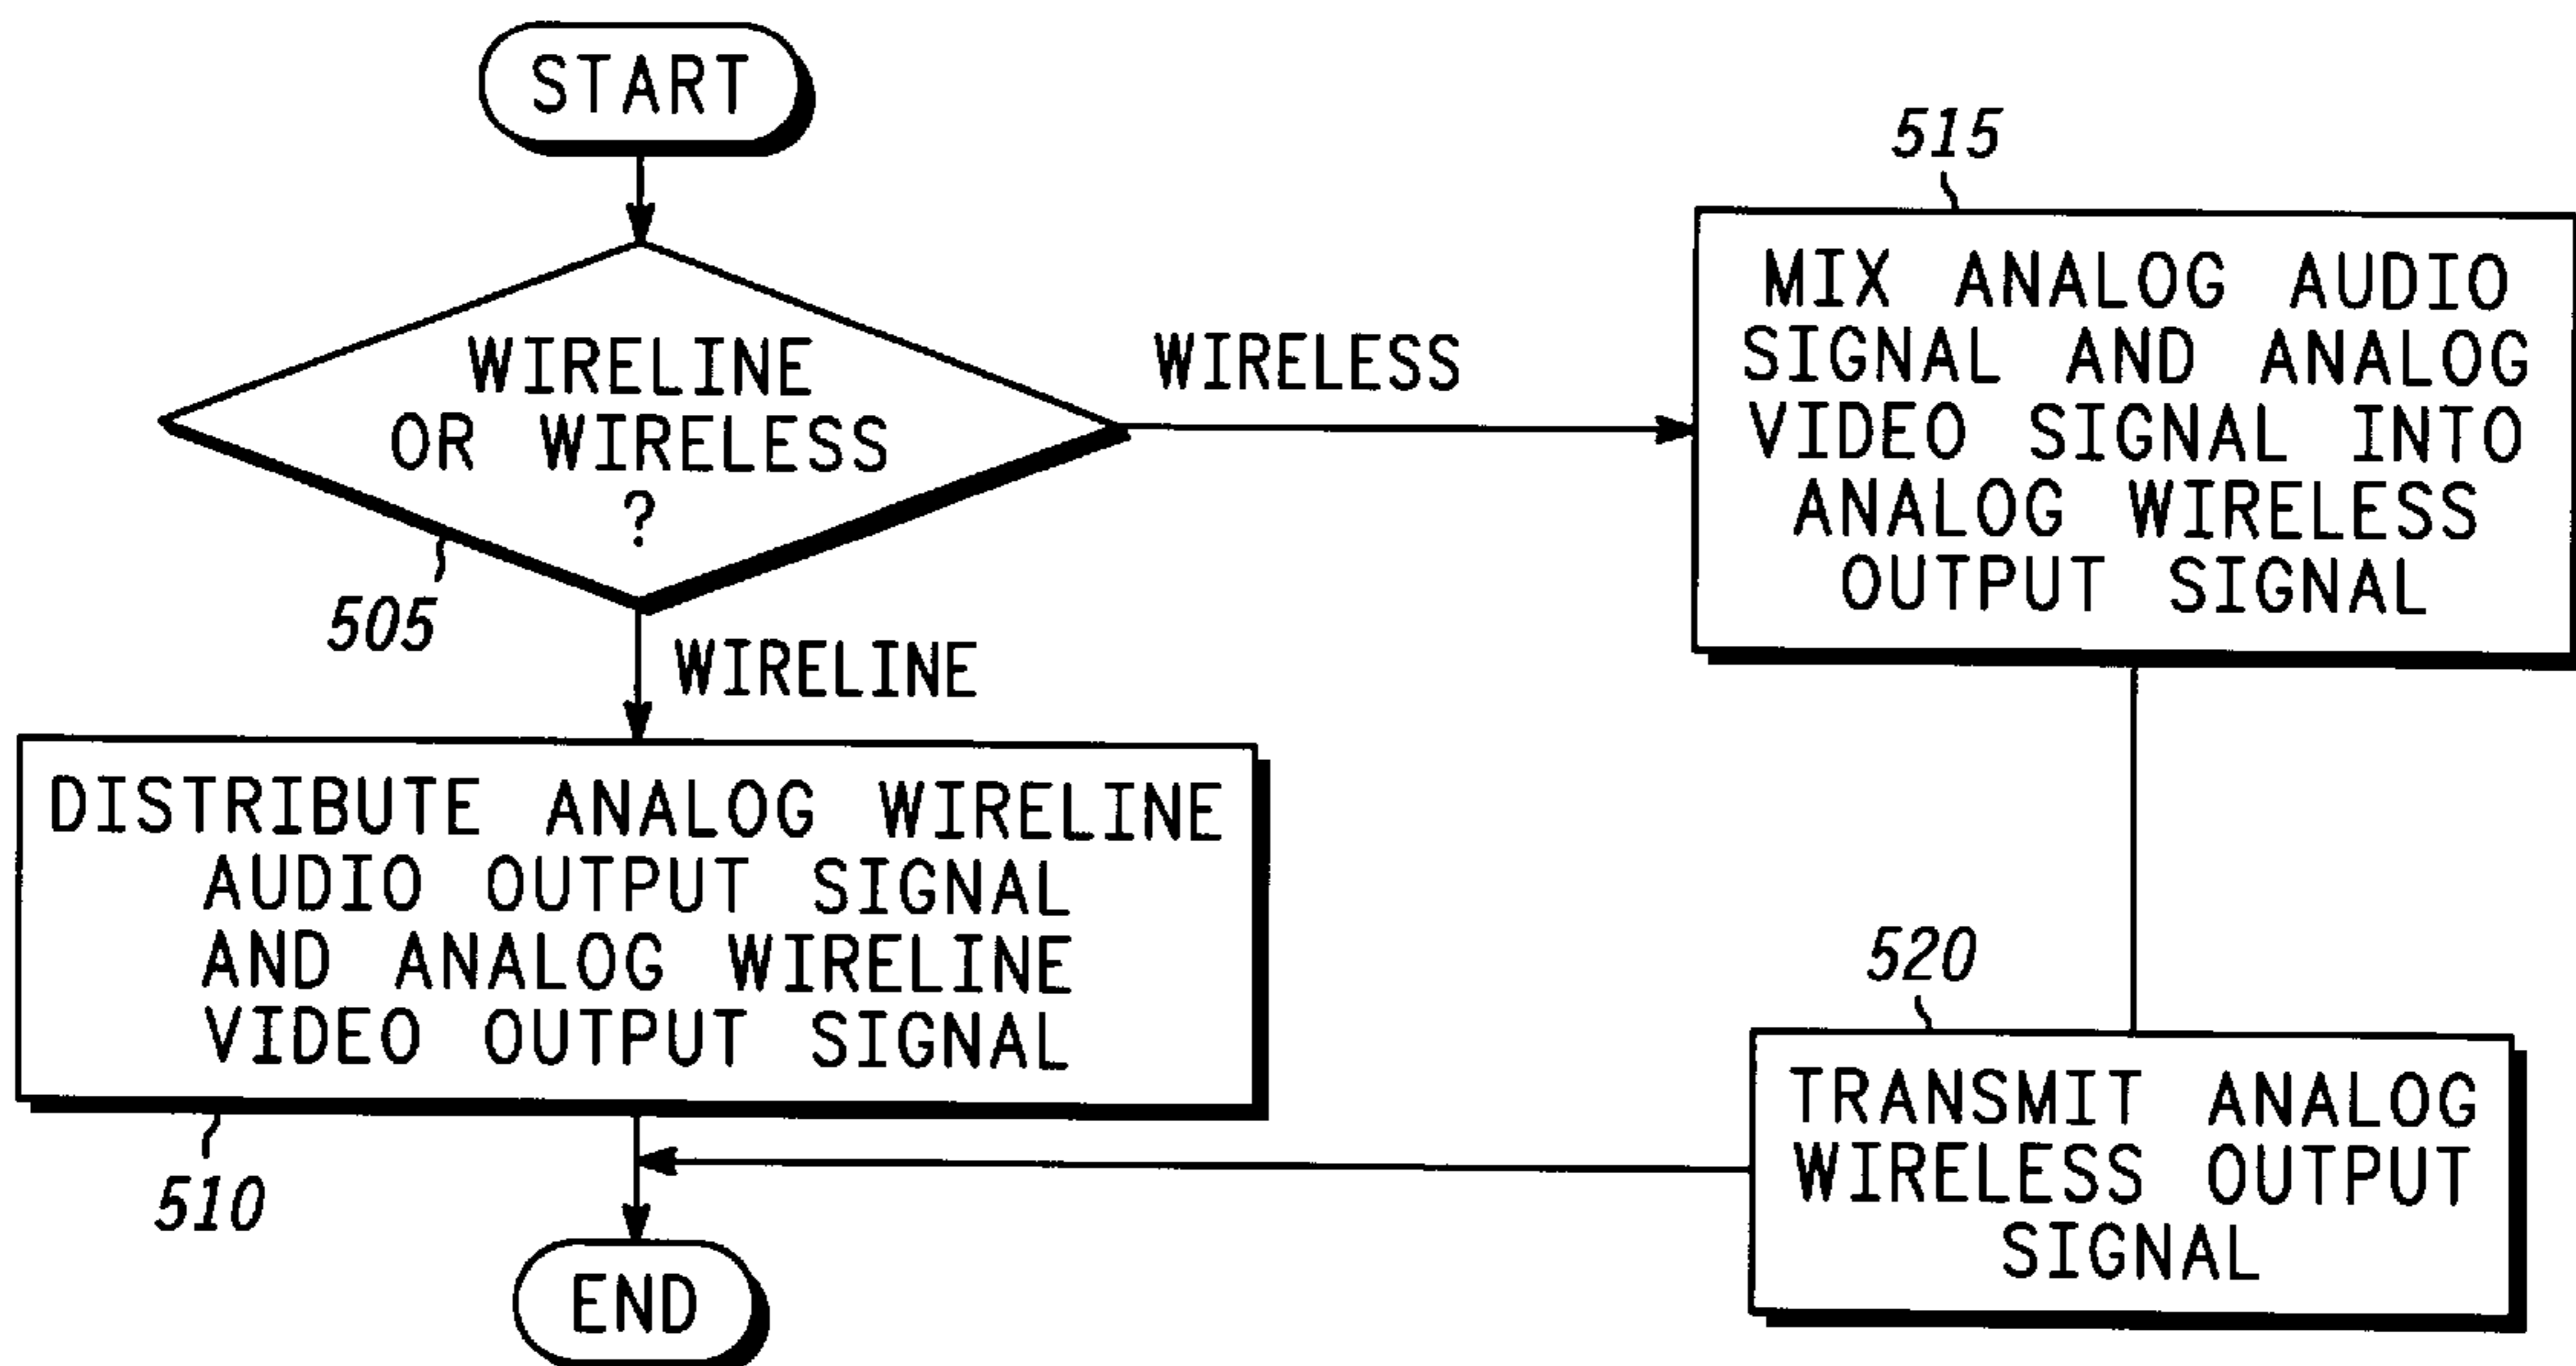 START
WIRELINE
OR WIRELESS
?
505
WIRELESS
WIRELINE
515
MIX ANALOG AUDIO
SIGNAL AND ANALOG
VIDEO SIGNAL INTO
ANALOG WIRELESS
OUTPUT SIGNAL
DISTRIBUTE ANALOG WIRELINE
AUDIO OUTPUT SIGNAL
AND ANALOG WIRELINE
VIDEO OUTPUT SIGNAL
510
520
TRANSMIT ANALOG
WIRELESS OUTPUT
SIGNAL
END